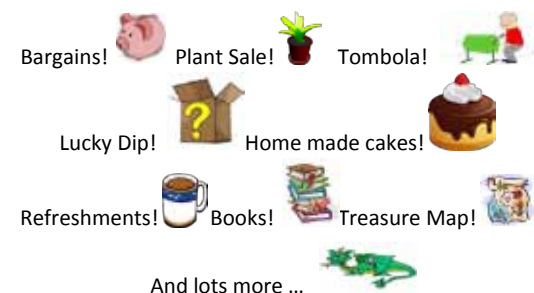 Bargains! Plant Sale! Tombola!
Lucky Dip! Home made cakes!
Refreshments! Books! Treasure Map!
And lots more …